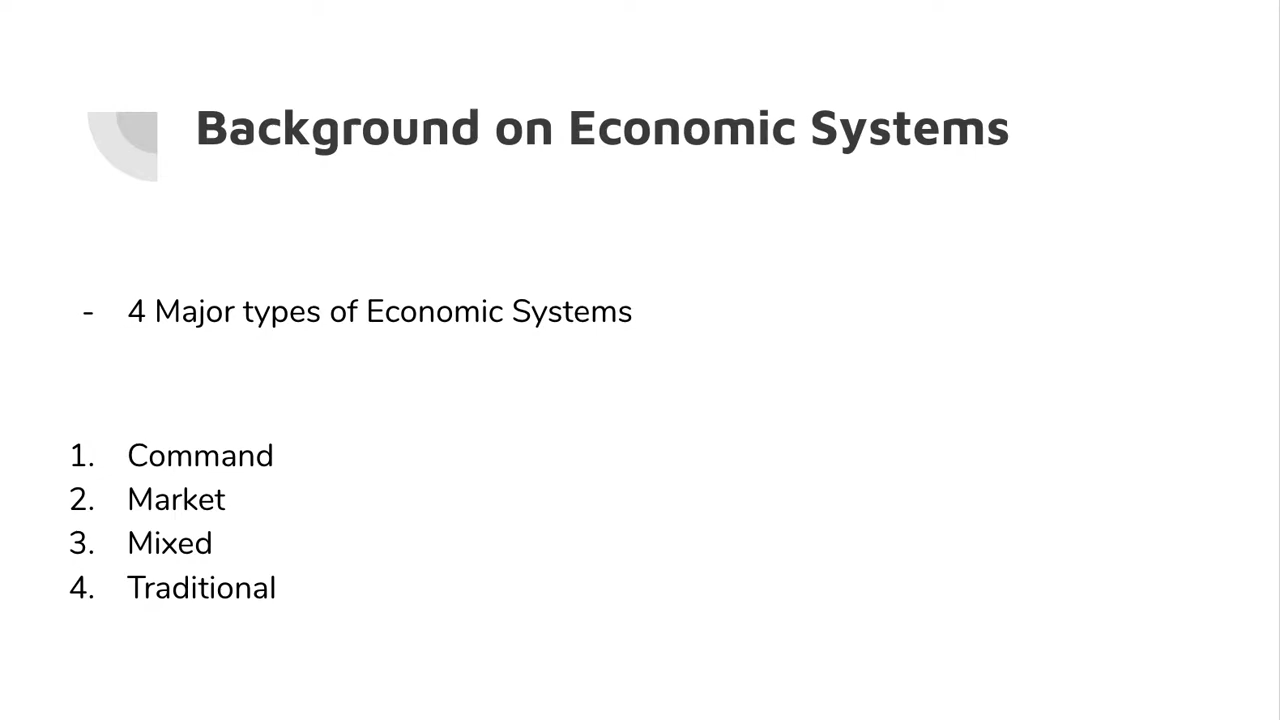 Background on Economic Systems
- 4 Major types of Economic Systems
1. Command
2. Market
3. Mixed
4. Traditional